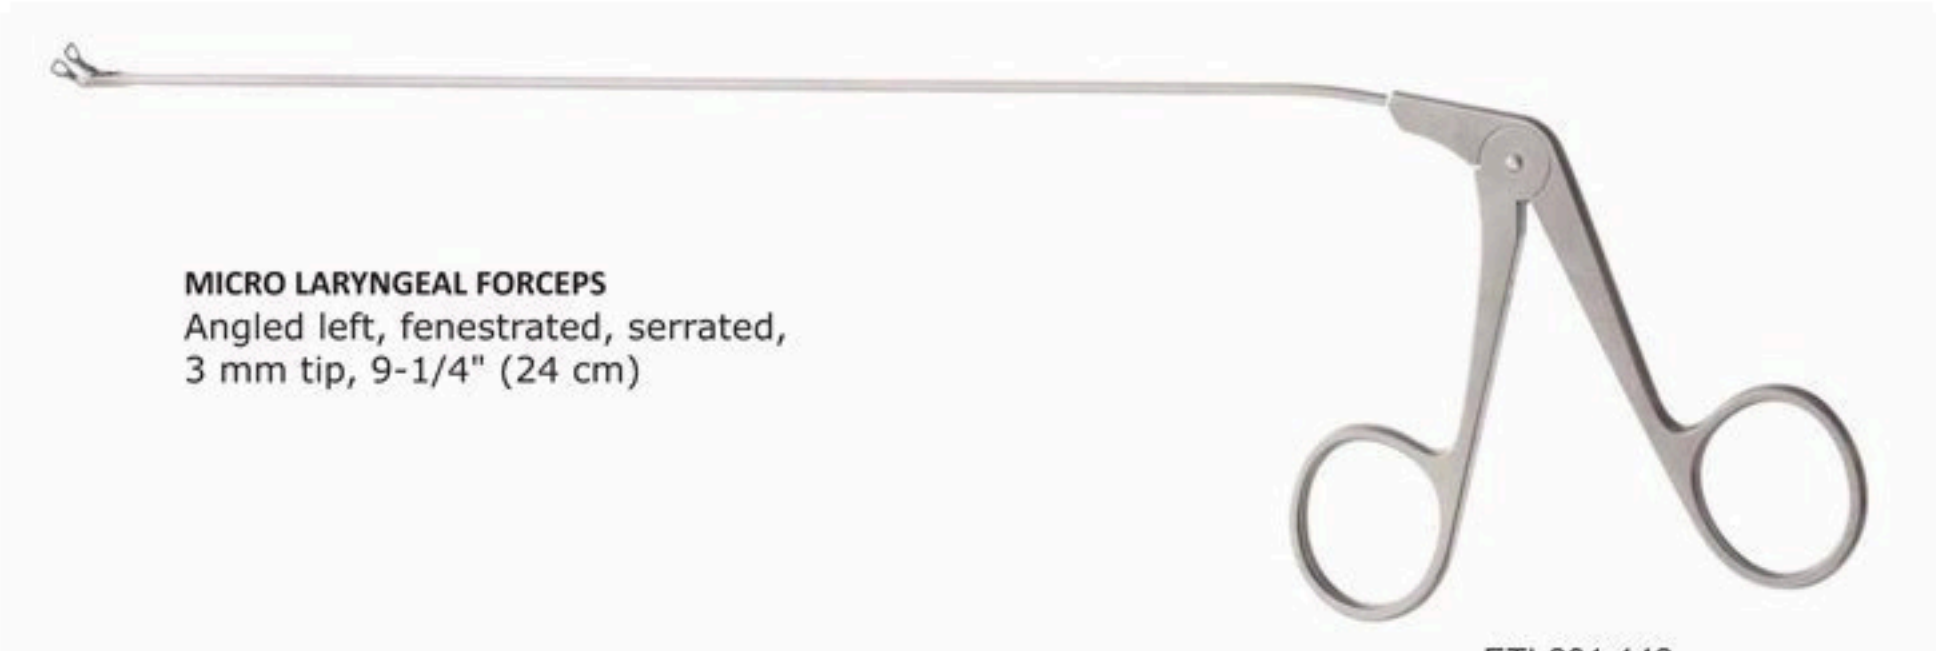 MICRO LARYNGEAL FORCEPS
Angled left, fenestrated, serrated,
3 mm tip, 9-1/4" (24 cm)